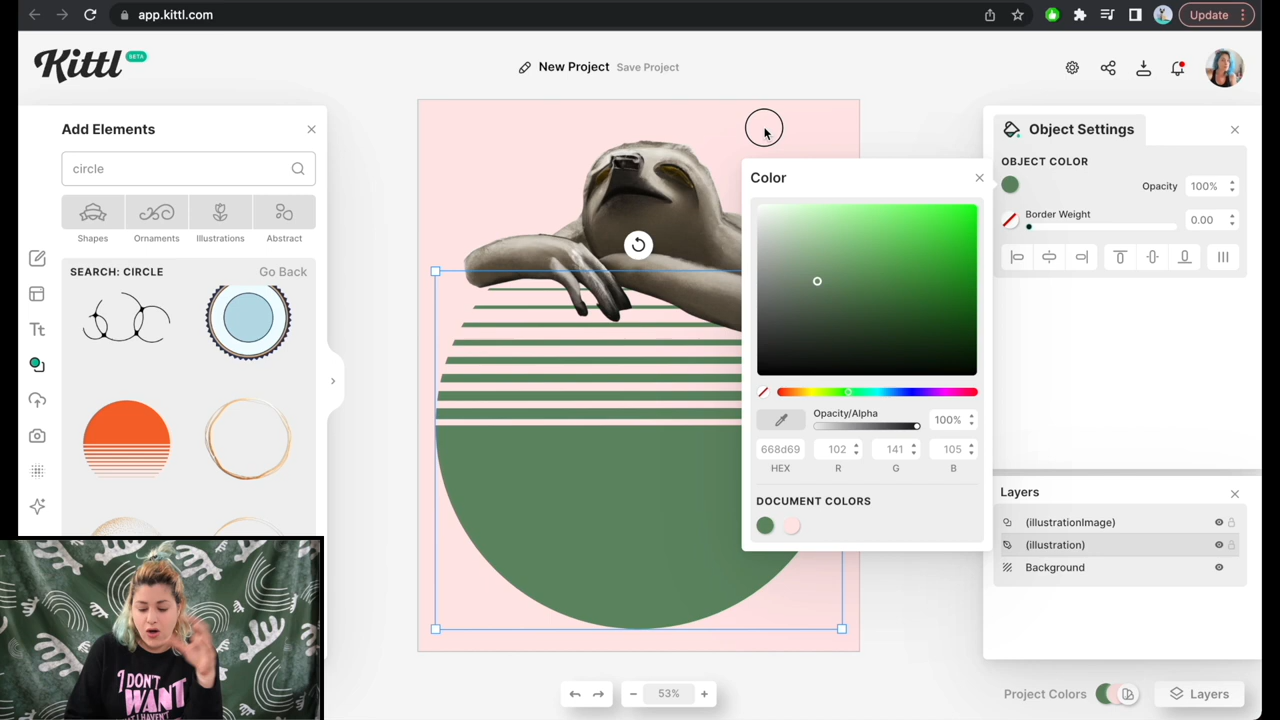 app.kittl.com
Update
Kittl BETA
New Project Save Project
Add Elements
circle
Shapes Ornaments Illustrations Abstract
SEARCH: CIRCLE Go Back
Object Settings
OBJECT COLOR
Opacity 100%
Border Weight 0.00
Color
Opacity/Alpha 100%
668d69 102 141 105
HEX R G B
DOCUMENT COLORS
Layers
(illustrationImage)
(illustration)
Background
53%
Project Colors Layers
I DON'T
WANT